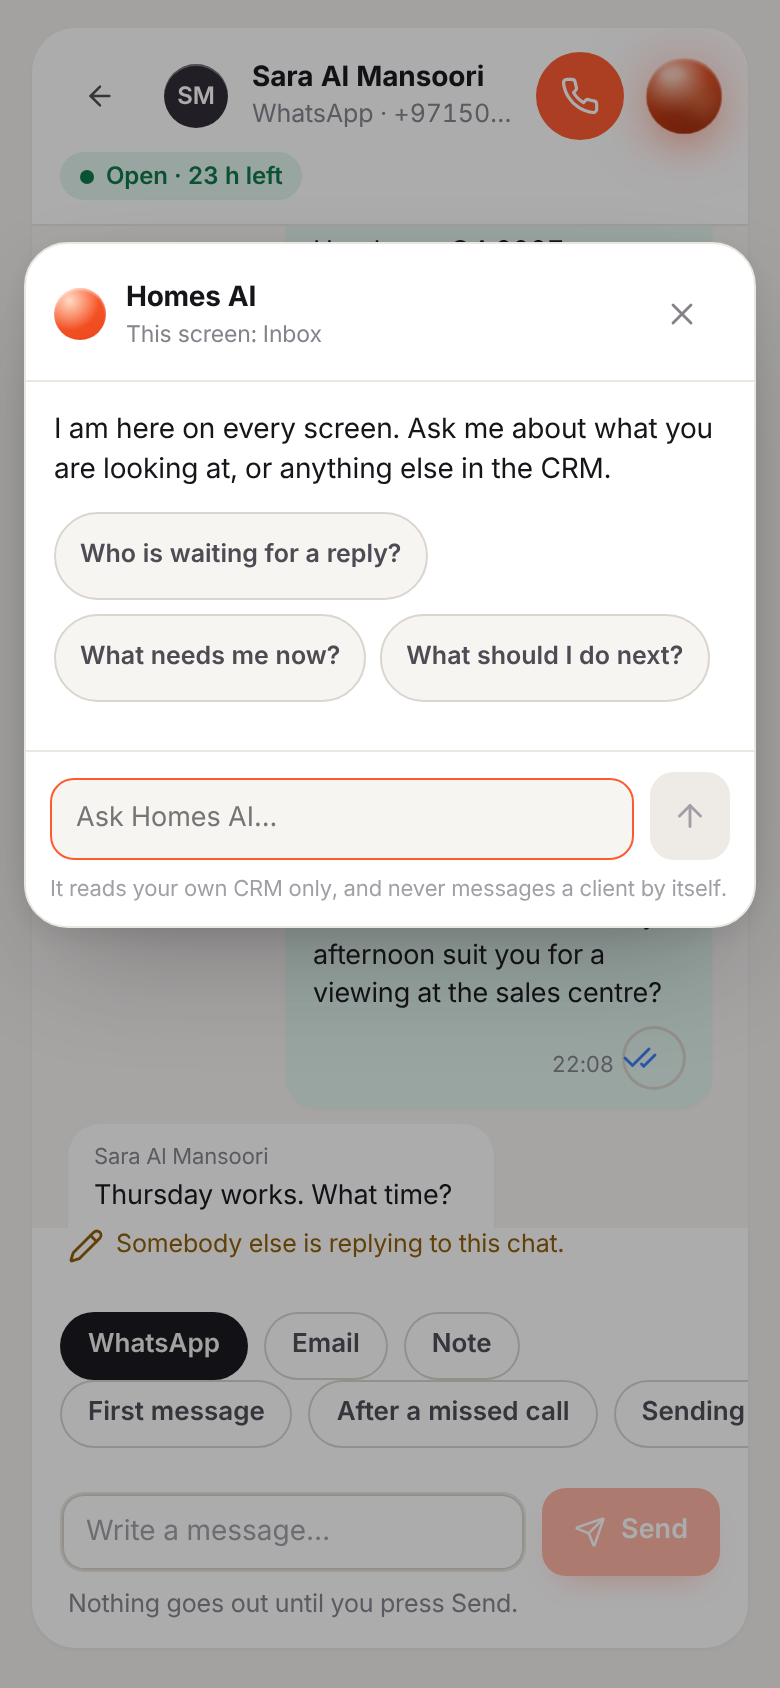 SM
Sara Al Mansoori
WhatsApp · +97150...
Open · 23 h left
Homes AI
This screen: Inbox
I am here on every screen. Ask me about what you
are looking at, or anything else in the CRM.
Who is waiting for a reply?
What needs me now?
What should I do next?
Ask Homes AI...
It reads your own CRM only, and never messages a client by itself.
afternoon suit you for a
viewing at the sales centre?
22:08
Sara Al Mansoori
Thursday works. What time?
Somebody else is replying to this chat.
WhatsApp
Email
Note
First message
After a missed call
Sending
Write a message...
Send
Nothing goes out until you press Send.